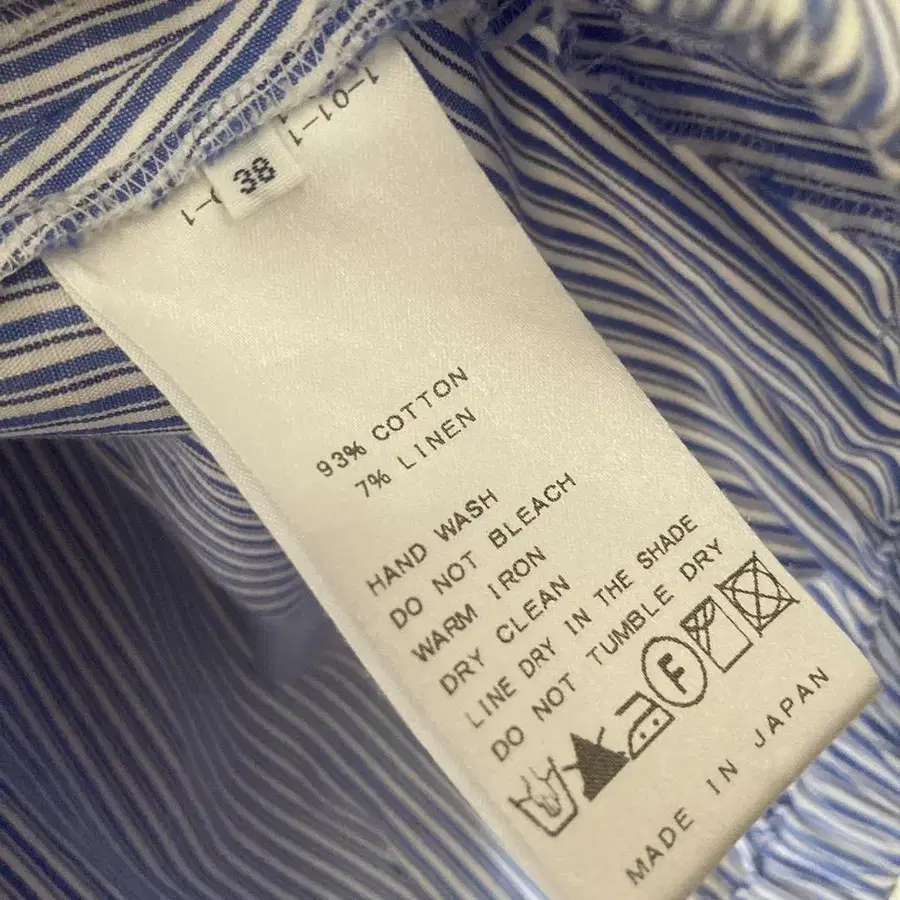 38
93% COTTON
7% LINEN
HAND WASH
DO NOT BLEACH
WARM IRON
DRY CLEAN
LINE DRY IN THE SHADE
DO NOT TUMBLE DRY
F
MADE IN JAPAN